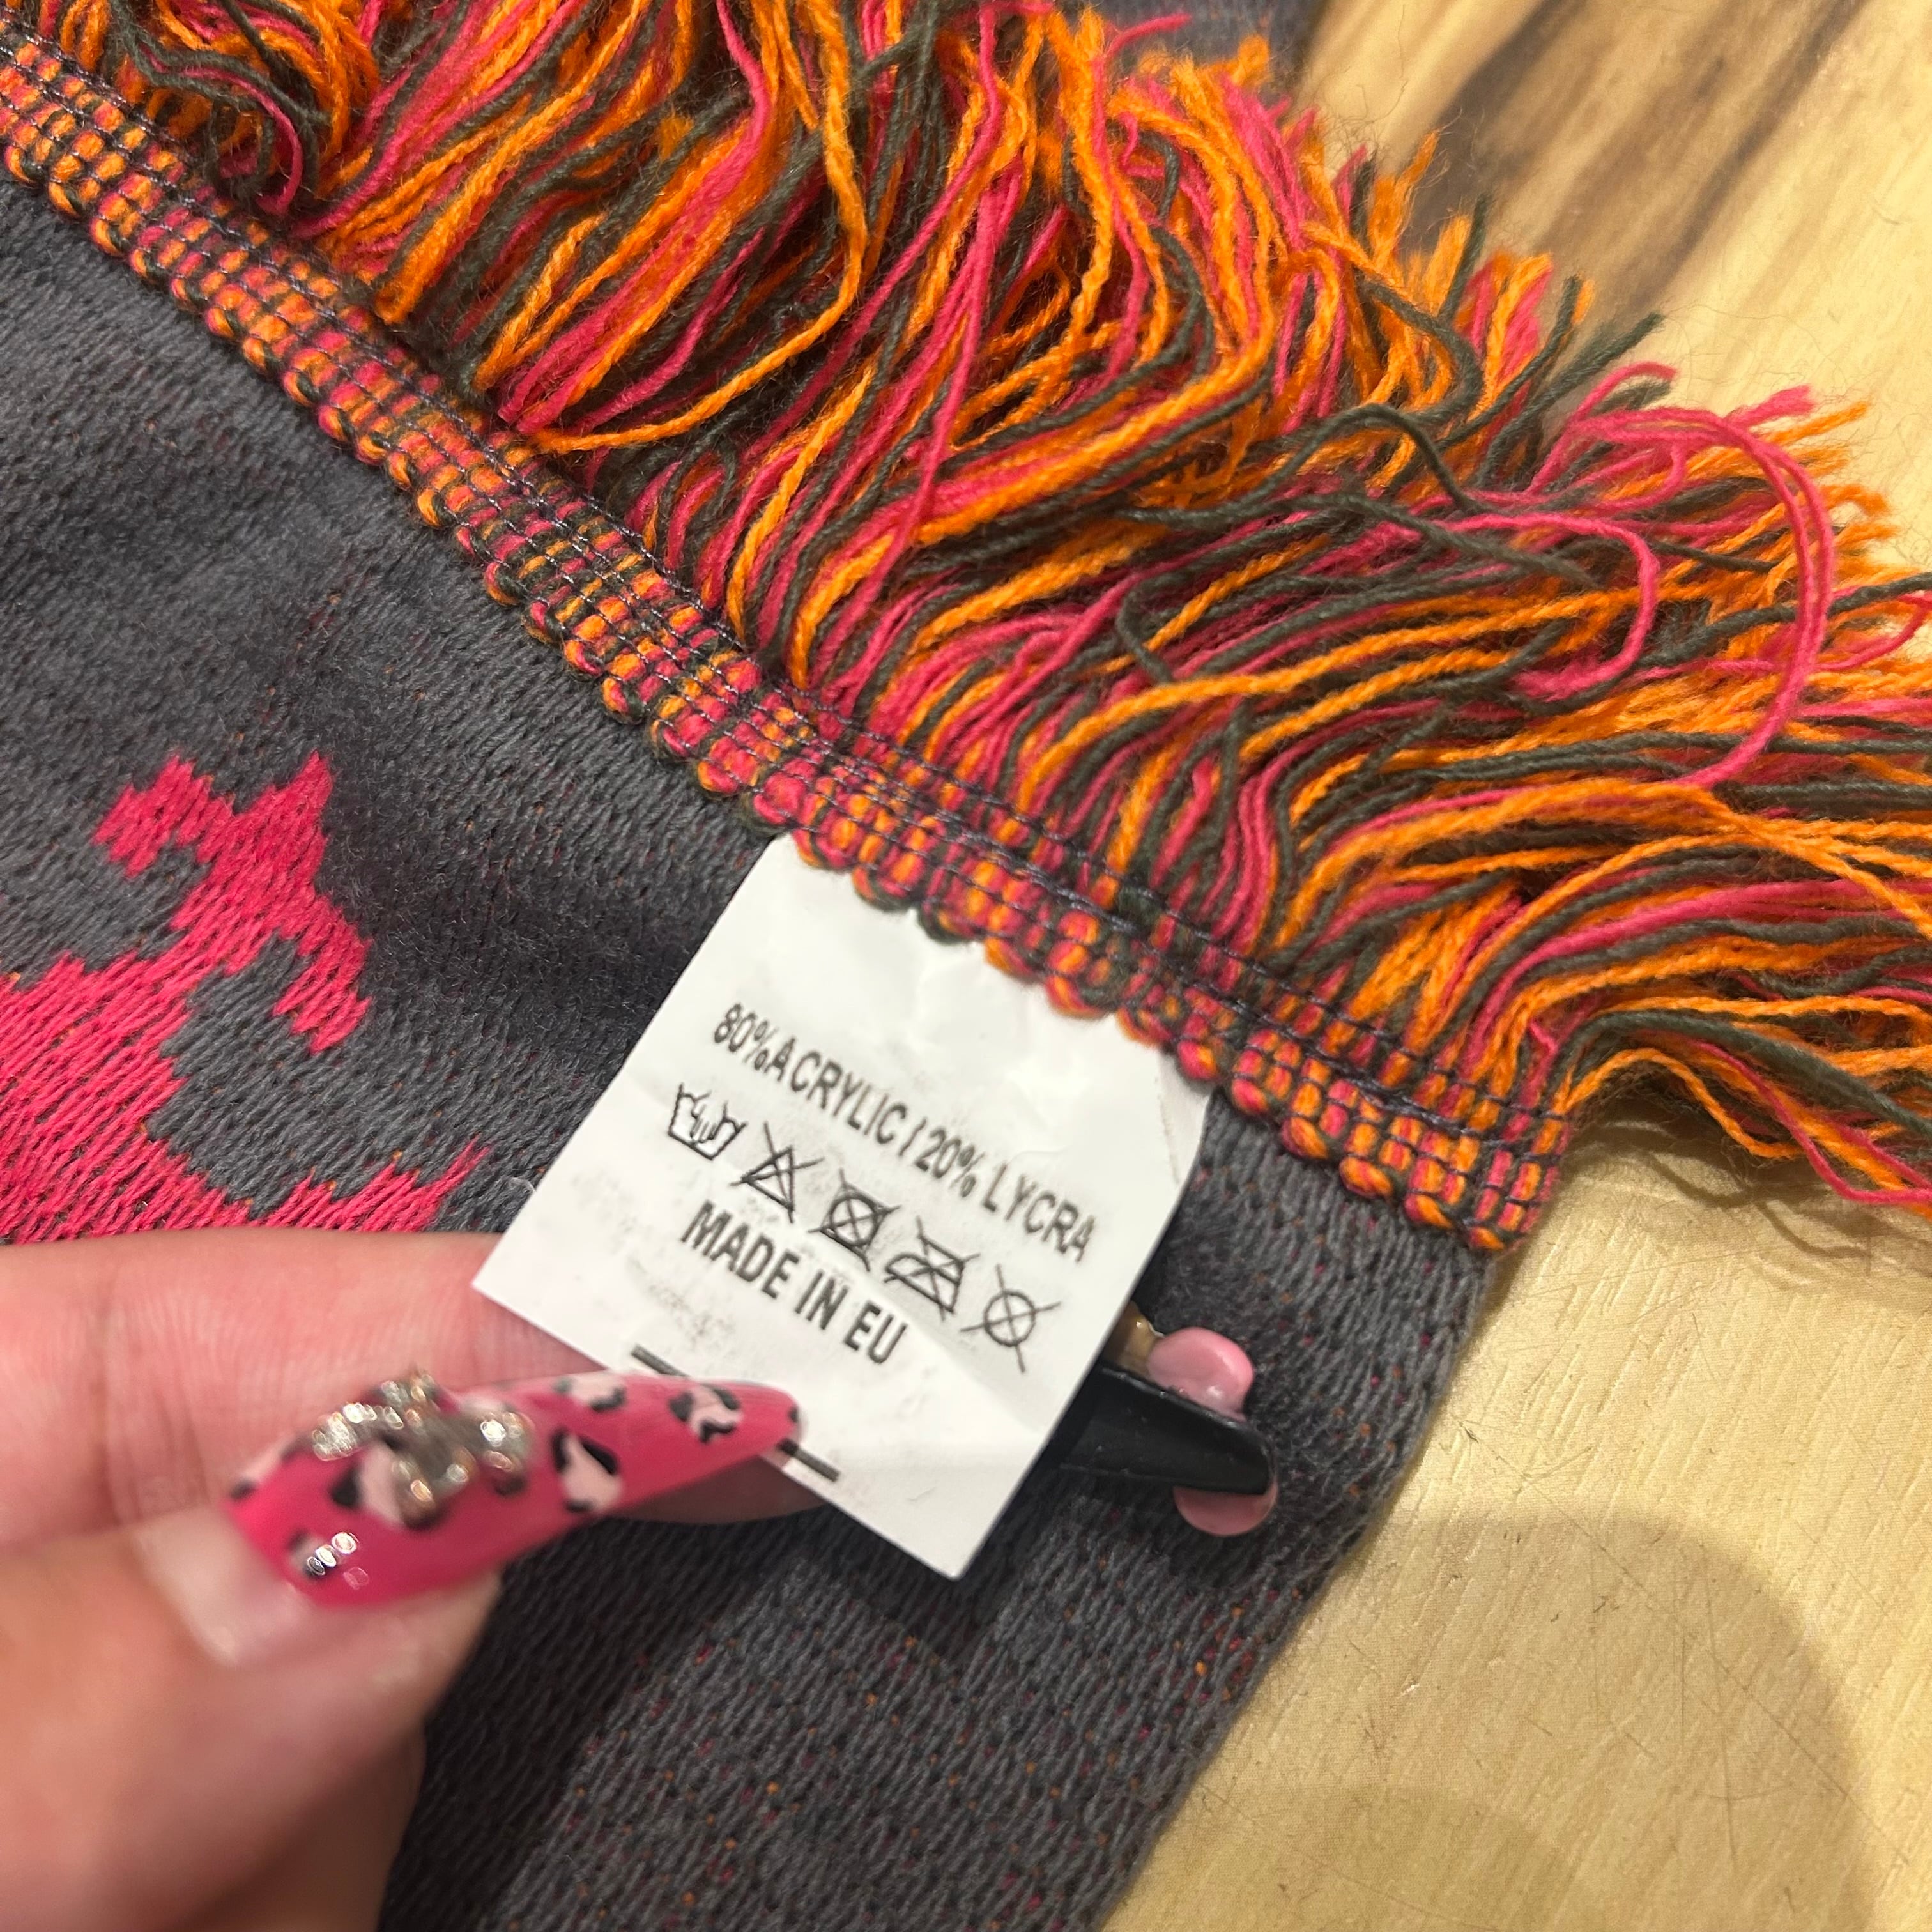 80%ACRYLIC / 20% LYCRA
MADE IN EU